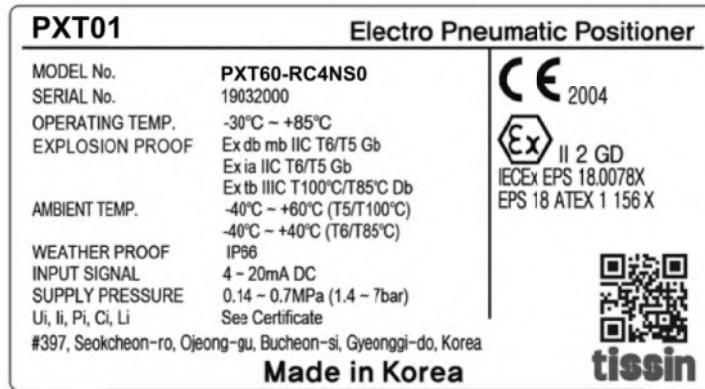 PXT01 Electro Pneumatic Positioner
MODEL No. PXT60-RC4NS0
SERIAL No. 19032000
OPERATING TEMP. -30℃ ~ +85℃
EXPLOSION PROOF Ex db mb IIC T6/T5 Gb
Ex ia IIC T6/T5 Gb
Ex tb IIIC T100℃/T85℃ Db
AMBIENT TEMP. -40℃ ~ +60℃ (T5/T100℃)
-40℃ ~ +40℃ (T6/T85℃)
WEATHER PROOF IP66
INPUT SIGNAL 4 ~ 20mA DC
SUPPLY PRESSURE 0.14 ~ 0.7MPa (1.4 ~ 7bar)
Ui, Ii, Pi, Ci, Li See Certificate
#397, Seokcheon-ro, Ojeong-gu, Bucheon-si, Gyeonggi-do, Korea
Made in Korea
CE 2004
Ex II 2 GD
IECEx EPS 18.0078X
EPS 18 ATEX 1 156 X
tissin